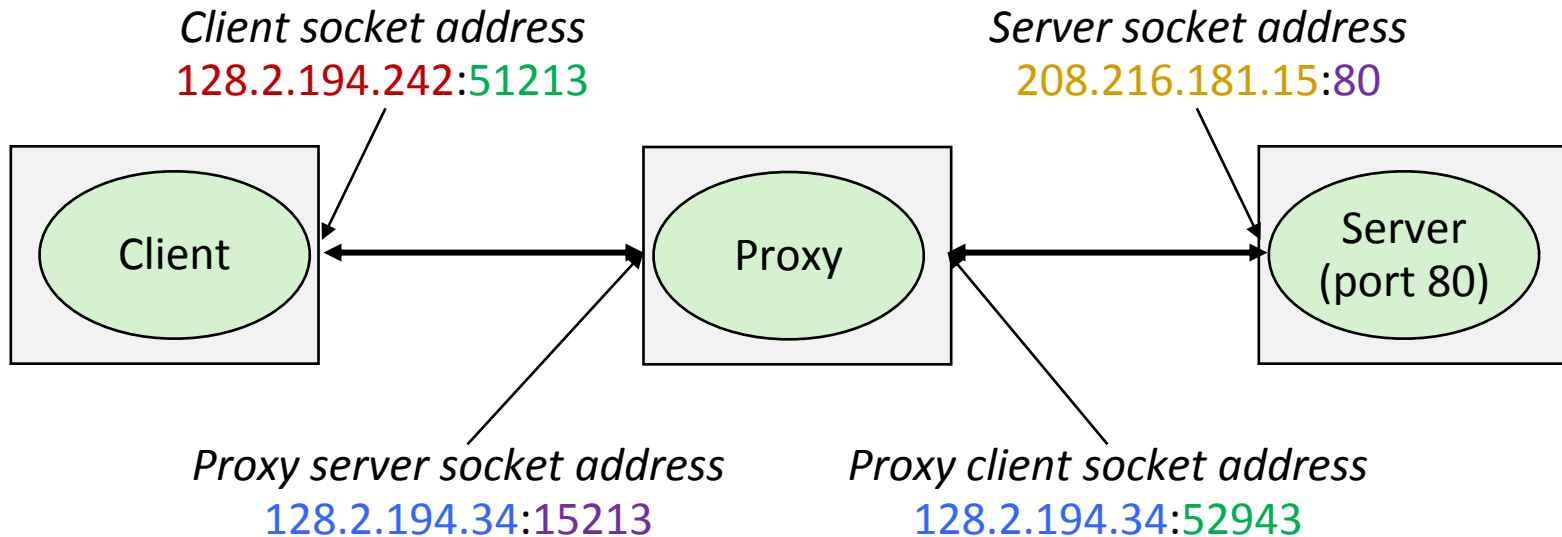 Client socket address
128.2.194.242:51213
Server socket address
208.216.181.15:80
Client
Proxy
Server
(port 80)
Proxy server socket address
128.2.194.34:15213
Proxy client socket address
128.2.194.34:52943